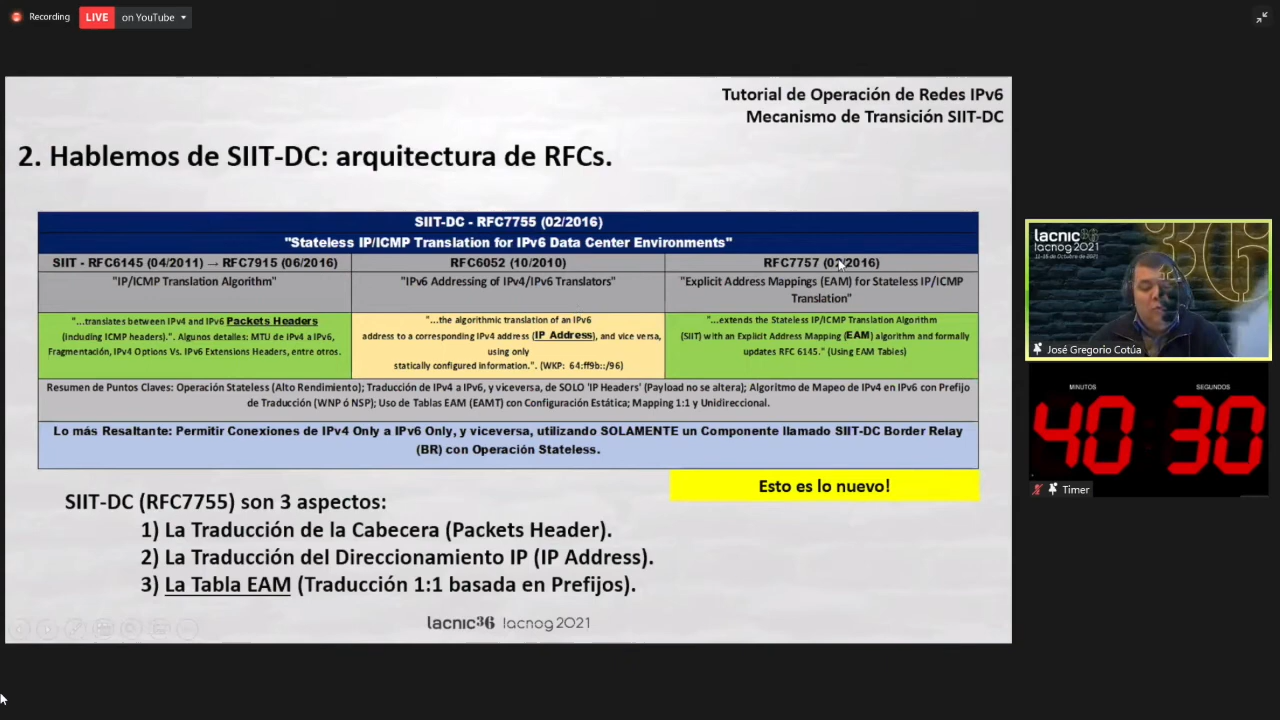 Recording
LIVE on YouTube
Tutorial de Operación de Redes IPv6
Mecanismo de Transición SIIT-DC
2. Hablemos de SIIT-DC: arquitectura de RFCs.
SIIT-DC - RFC7755 (02/2016)
"Stateless IP/ICMP Translation for IPv6 Data Center Environments"
SIIT - RFC6145 (04/2011) → RFC7915 (06/2016)
"IP/ICMP Translation Algorithm"
"...translates between IPv4 and IPv6 Packets Headers
(including ICMP headers).". Algunos detalles: MTU de IPv4 a IPv6,
Fragmentación, IPv4 Options Vs. IPv6 Extensions Headers, entre otros.
RFC6052 (10/2010)
"IPv6 Addressing of IPv4/IPv6 Translators"
"...the algorithmic translation of an IPv6
address to a corresponding IPv4 address (IP Address), and vice versa,
using only
statically configured information.". (WKP: 64:ff9b::/96)
RFC7757 (02/2016)
"Explicit Address Mappings (EAM) for Stateless IP/ICMP
Translation"
"...extends the Stateless IP/ICMP Translation Algorithm
(SIIT) with an Explicit Address Mapping (EAM) algorithm and formally
updates RFC 6145." (Using EAM Tables)
Resumen de Puntos Claves: Operación Stateless (Alto Rendimiento); Traducción de IPv4 a IPv6, y viceversa, de SOLO 'IP Headers' (Payload no se altera); Algoritmo de Mapeo de IPv4 en IPv6 con Prefijo
de Traducción (WNP ó NSP); Uso de Tablas EAM (EAMT) con Configuración Estática; Mapping 1:1 y Unidireccional.
Lo más Resaltante: Permitir Conexiones de IPv4 Only a IPv6 Only, y viceversa, utilizando SOLAMENTE un Componente llamado SIIT-DC Border Relay
(BR) con Operación Stateless.
Esto es lo nuevo!
SIIT-DC (RFC7755) son 3 aspectos:
1) La Traducción de la Cabecera (Packets Header).
2) La Traducción del Direccionamiento IP (IP Address).
3) La Tabla EAM (Traducción 1:1 basada en Prefijos).
lacnic36 lacnog2021
lacnic36
lacnog2021
José Gregorio Cotúa
MINUTOS SEGUNDOS
40 30
Timer